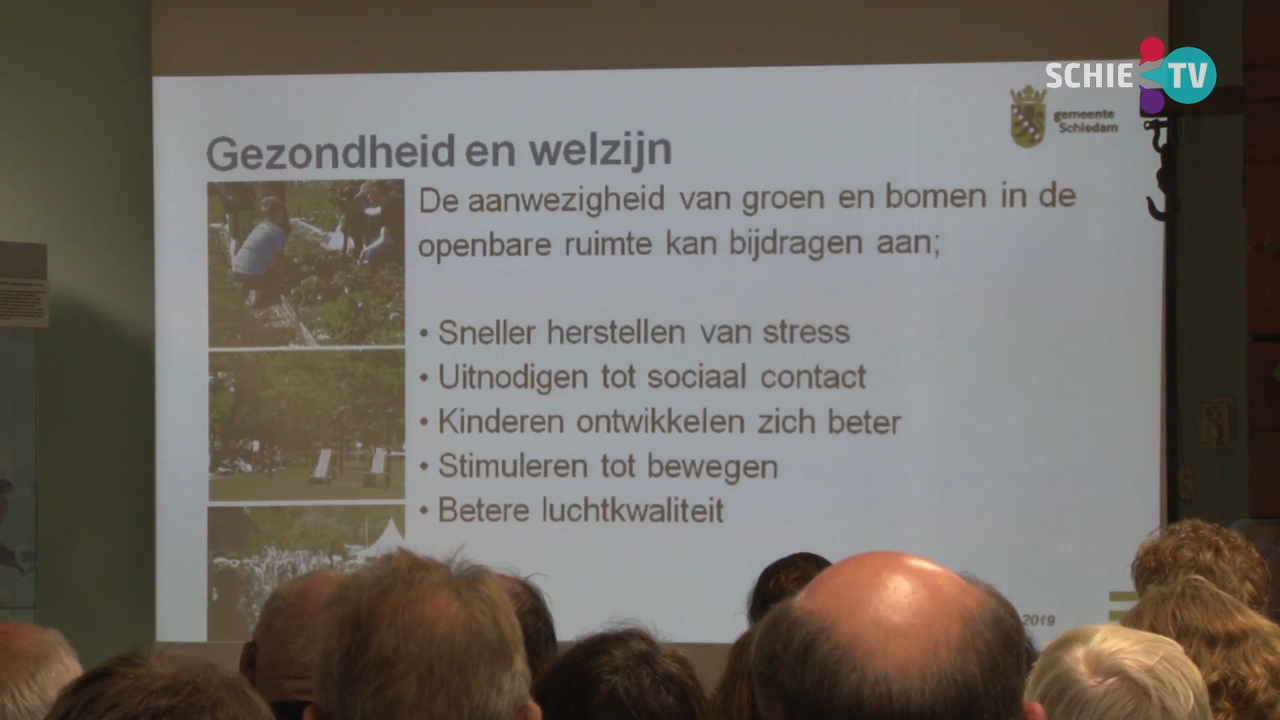 SCHIE TV
gemeente
Schiedam
Gezondheid en welzijn
De aanwezigheid van groen en bomen in de
openbare ruimte kan bijdragen aan;
• Sneller herstellen van stress
• Uitnodigen tot sociaal contact
• Kinderen ontwikkelen zich beter
• Stimuleren tot bewegen
• Betere luchtkwaliteit
2019